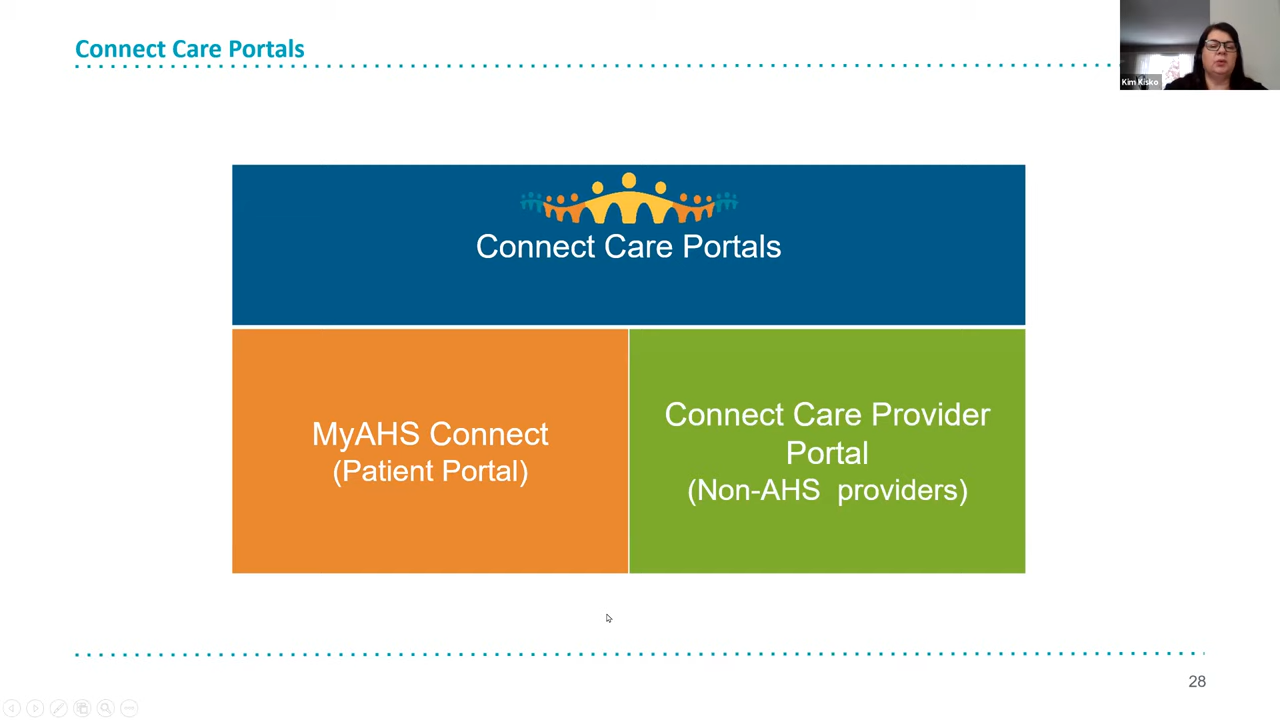 Connect Care Portals
Kim Kisko
Connect Care Portals
MyAHS Connect
(Patient Portal)
Connect Care Provider
Portal
(Non-AHS  providers)
28